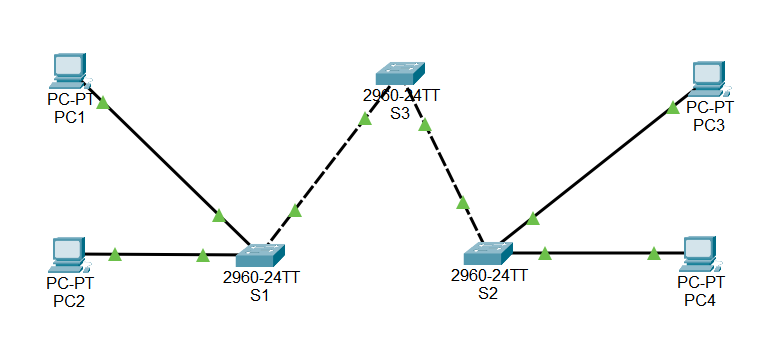 PC-PT
PC1
2960-24TT
S3
PC-PT
PC3
PC-PT
PC2
2960-24TT
S1
2960-24TT
S2
PC-PT
PC4